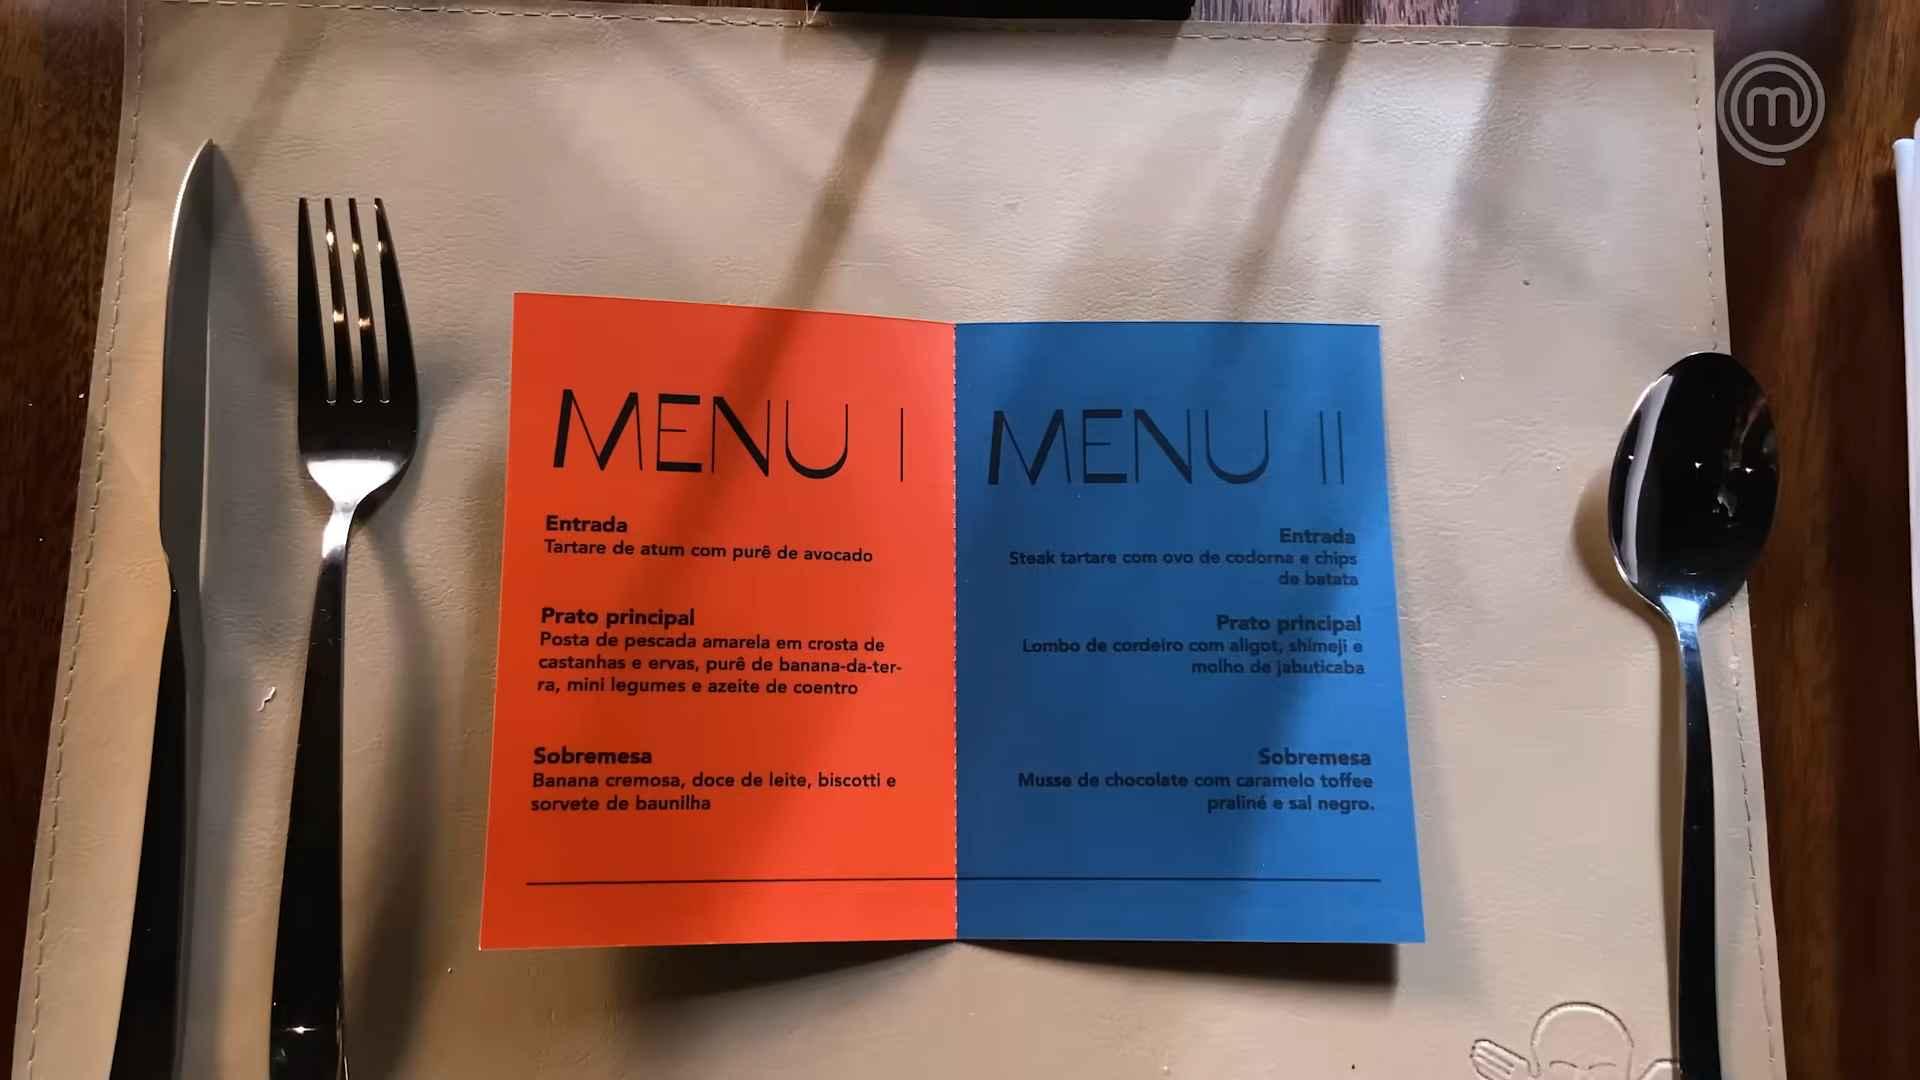 MENU I
Entrada
Tartare de atum com purê de avocado
Prato principal
Posta de pescada amarela em crosta de
castanhas e ervas, purê de banana-da-ter-
ra, mini legumes e azeite de coentro
Sobremesa
Banana cremosa, doce de leite, biscotti e
sorvete de baunilha
MENU II
Entrada
Steak tartare com ovo de codorna e chips
de batata
Prato principal
Lombo de cordeiro com aligot, shimeji e
molho de jabuticaba
Sobremesa
Musse de chocolate com caramelo toffee
praliné e sal negro.
m